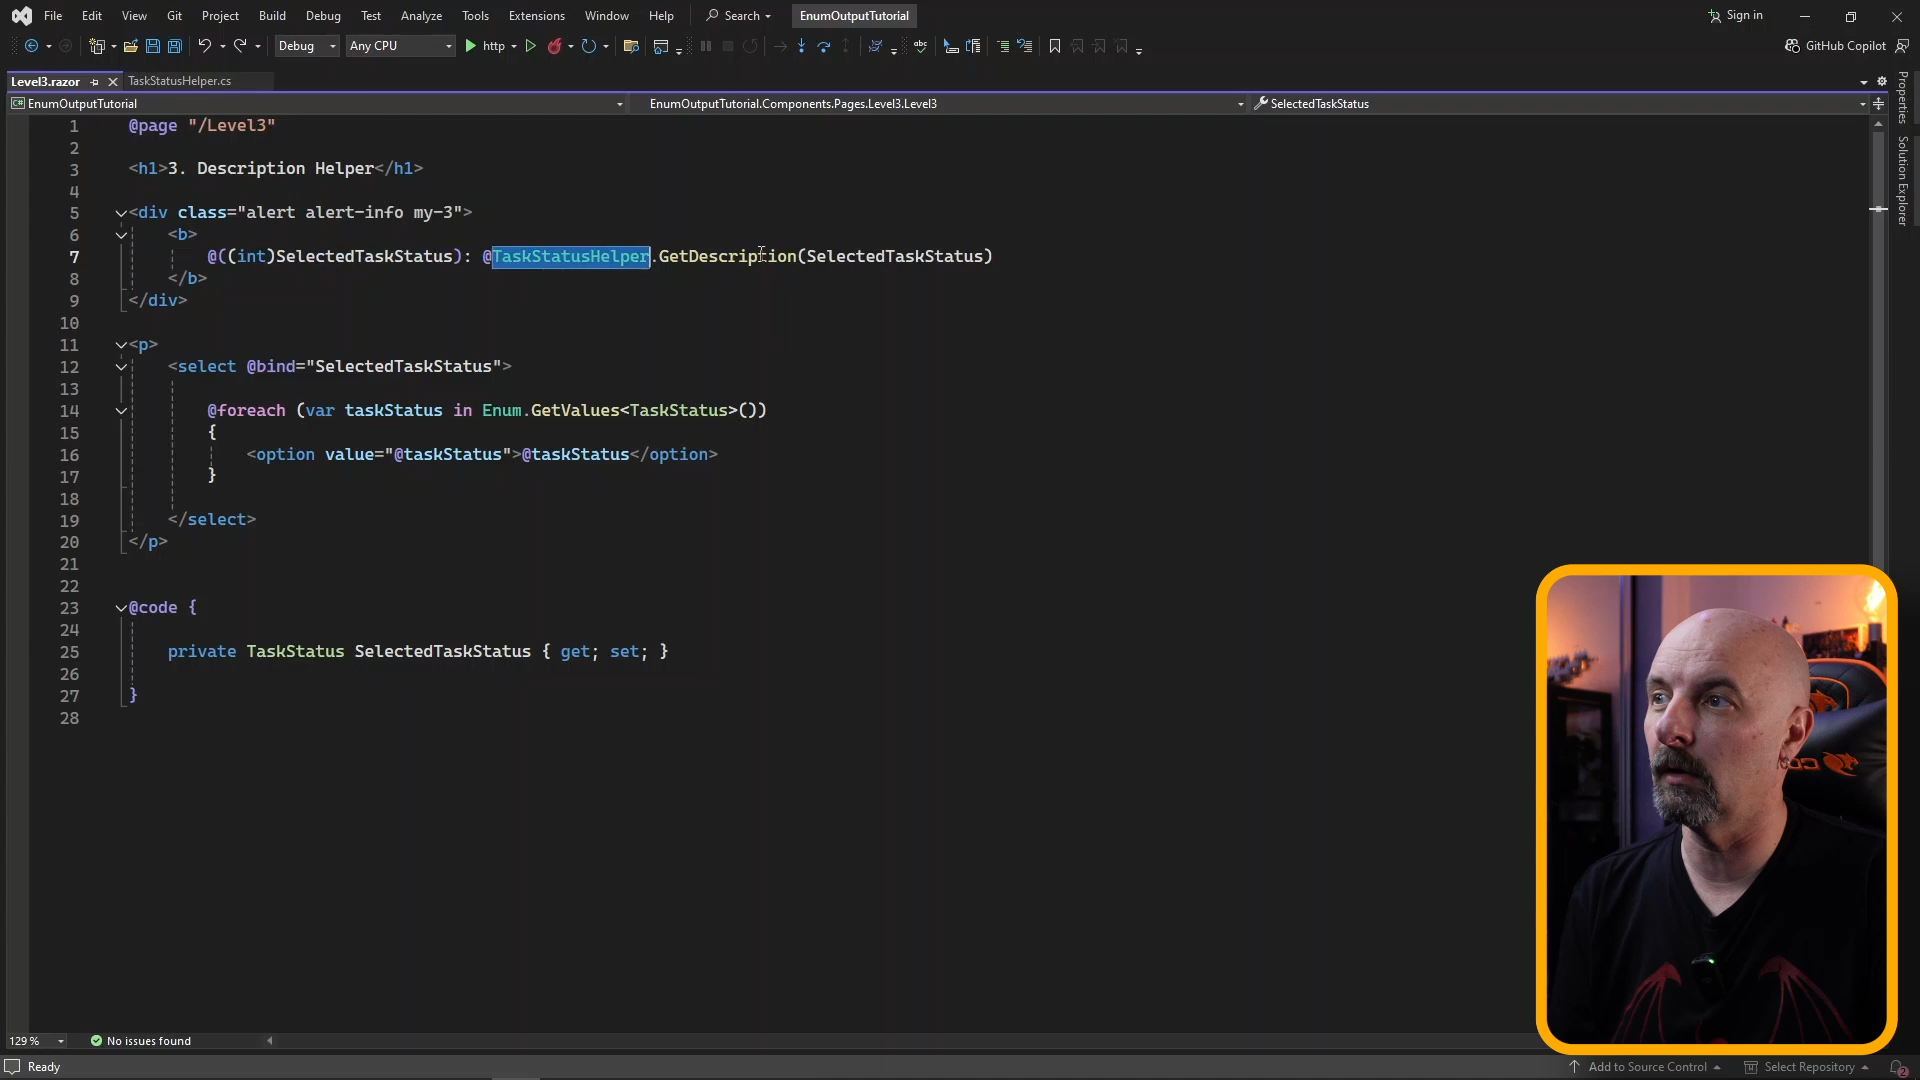 File Edit View Git Project Build Debug Test Analyze Tools Extensions Window Help Search EnumOutputTutorial Sign in
Debug Any CPU http GitHub Copilot
Level3.razor TaskStatusHelper.cs
EnumOutputTutorial EnumOutputTutorial.Components.Pages.Level3.Level3 SelectedTaskStatus
Properties
Solution Explorer
1 @page "/Level3"
2
3 <h1>3. Description Helper</h1>
4
5 <div class="alert alert-info my-3">
6 <b>
7 @((int)SelectedTaskStatus): @TaskStatusHelper.GetDescription(SelectedTaskStatus)
8 </b>
9 </div>
10
11 <p>
12 <select @bind="SelectedTaskStatus">
13
14 @foreach (var taskStatus in Enum.GetValues<TaskStatus>())
15 {
16 <option value="@taskStatus">@taskStatus</option>
17 }
18
19 </select>
20 </p>
21
22
23 @code {
24
25 private TaskStatus SelectedTaskStatus { get; set; }
26
27 }
28
129 % No issues found
Ready Add to Source Control Select Repository 2